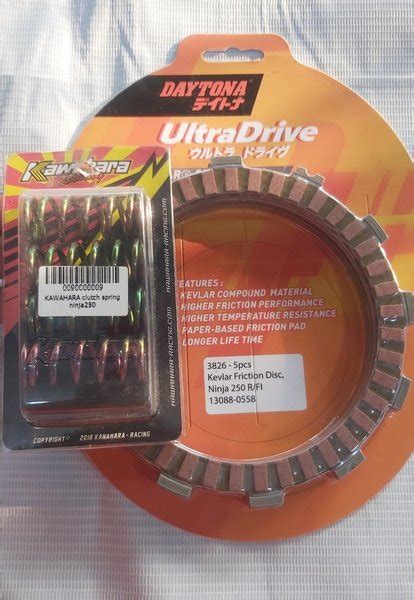 DAYTONA
デイトナ
UltraDrive
ウルトラ ドライヴ
FEATURES :
KEVLAR COMPOUND MATERIAL
HIGHER FRICTION PERFORMANCE
HIGHER TEMPERATURE RESISTANCE
PAPER-BASED FRICTION PAD
LONGER LIFE TIME
3826 - 5pcs
Kevlar Friction Disc,
Ninja 250 R/FI
13088-0558
Kawahara
0090000009
KAWAHARA clutch spring
ninja250
KAWAHARA-RACING.COM
COPYRIGHT © 2018 KAWAHARA - RACING